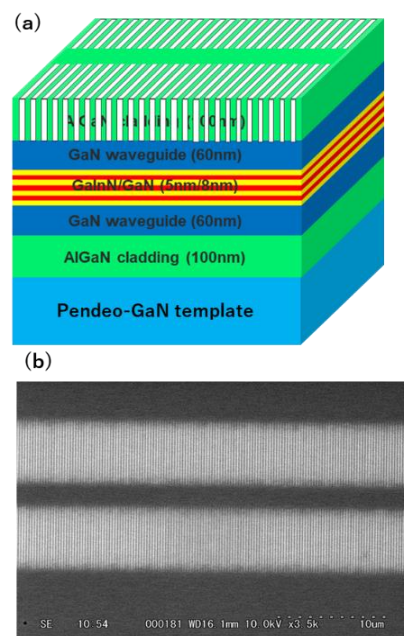 (a)
AlGaN cladding (100nm)
GaN waveguide (60nm)
GaInN/GaN (5nm/8nm)
GaN waveguide (60nm)
AlGaN cladding (100nm)
Pendeo-GaN template
(b)
SE 10.54 000181 WD16.1mm 10.0kV x3.5k 10μm